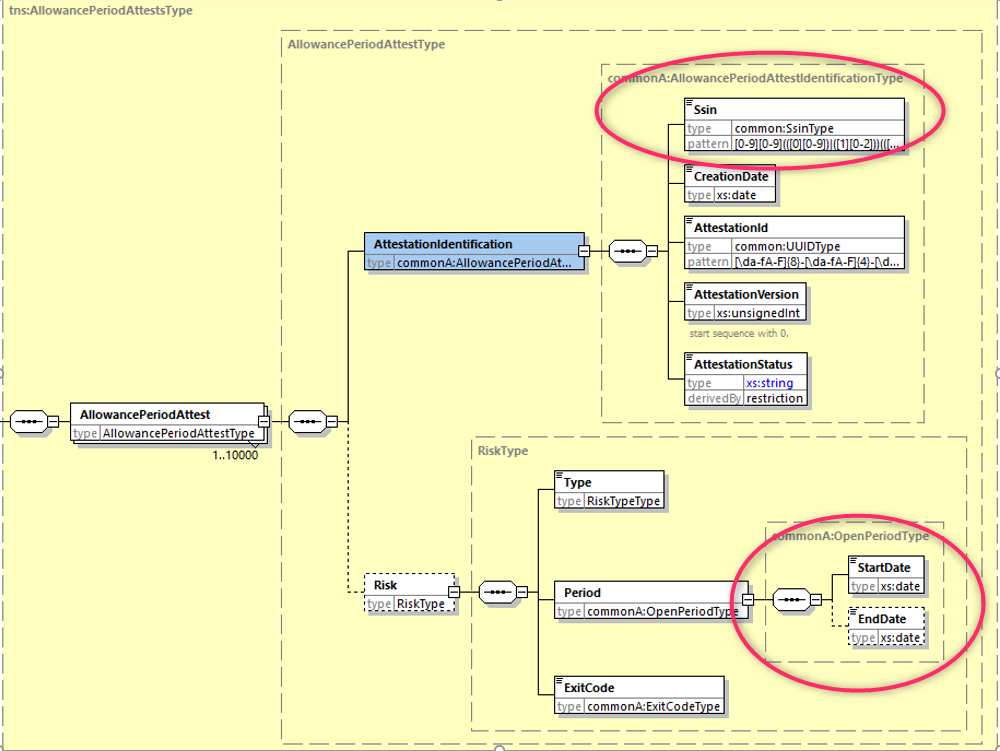 tns:AllowancePeriodAttestsType
AllowancePeriodAttestType
commonA:AllowancePeriodAttestIdentificationType
Ssin
type common:SsinType
pattern [0-9][0-9](([0][0-9])|([1][0-2]))(([...
CreationDate
type xs:date
AttestationId
type common:UUIDType
pattern [\da-fA-F]{8}-[\da-fA-F]{4}-[\d...
AttestationVersion
type xs:unsignedInt
start sequence with 0.
AttestationStatus
type xs:string
derivedBy restriction
AttestationIdentification
type commonA:AllowancePeriodAt...
AllowancePeriodAttest
type AllowancePeriodAttestType
1..10000
RiskType
Type
type RiskTypeType
Risk
type RiskType
Period
type commonA:OpenPeriodType
commonA:OpenPeriodType
StartDate
type xs:date
EndDate
type xs:date
ExitCode
type commonA:ExitCodeType